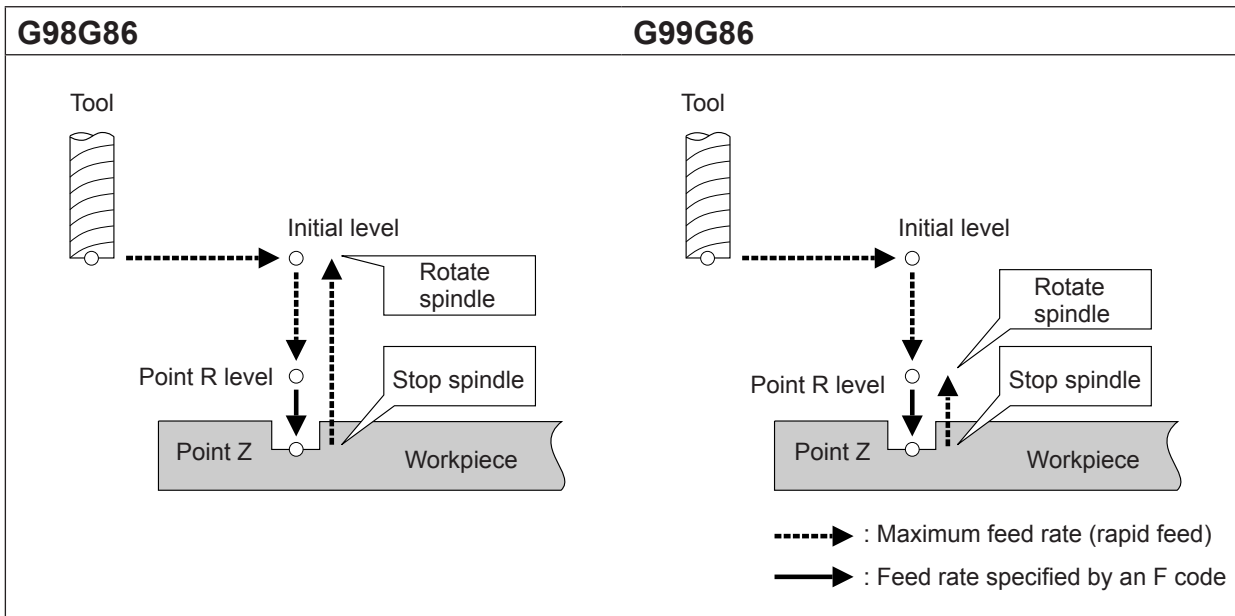 G98G86
Tool
Initial level
Rotate
spindle
Point R level
Stop spindle
Point Z
Workpiece
G99G86
Tool
Initial level
Rotate
spindle
Point R level
Stop spindle
Point Z
Workpiece
: Maximum feed rate (rapid feed)
: Feed rate specified by an F code